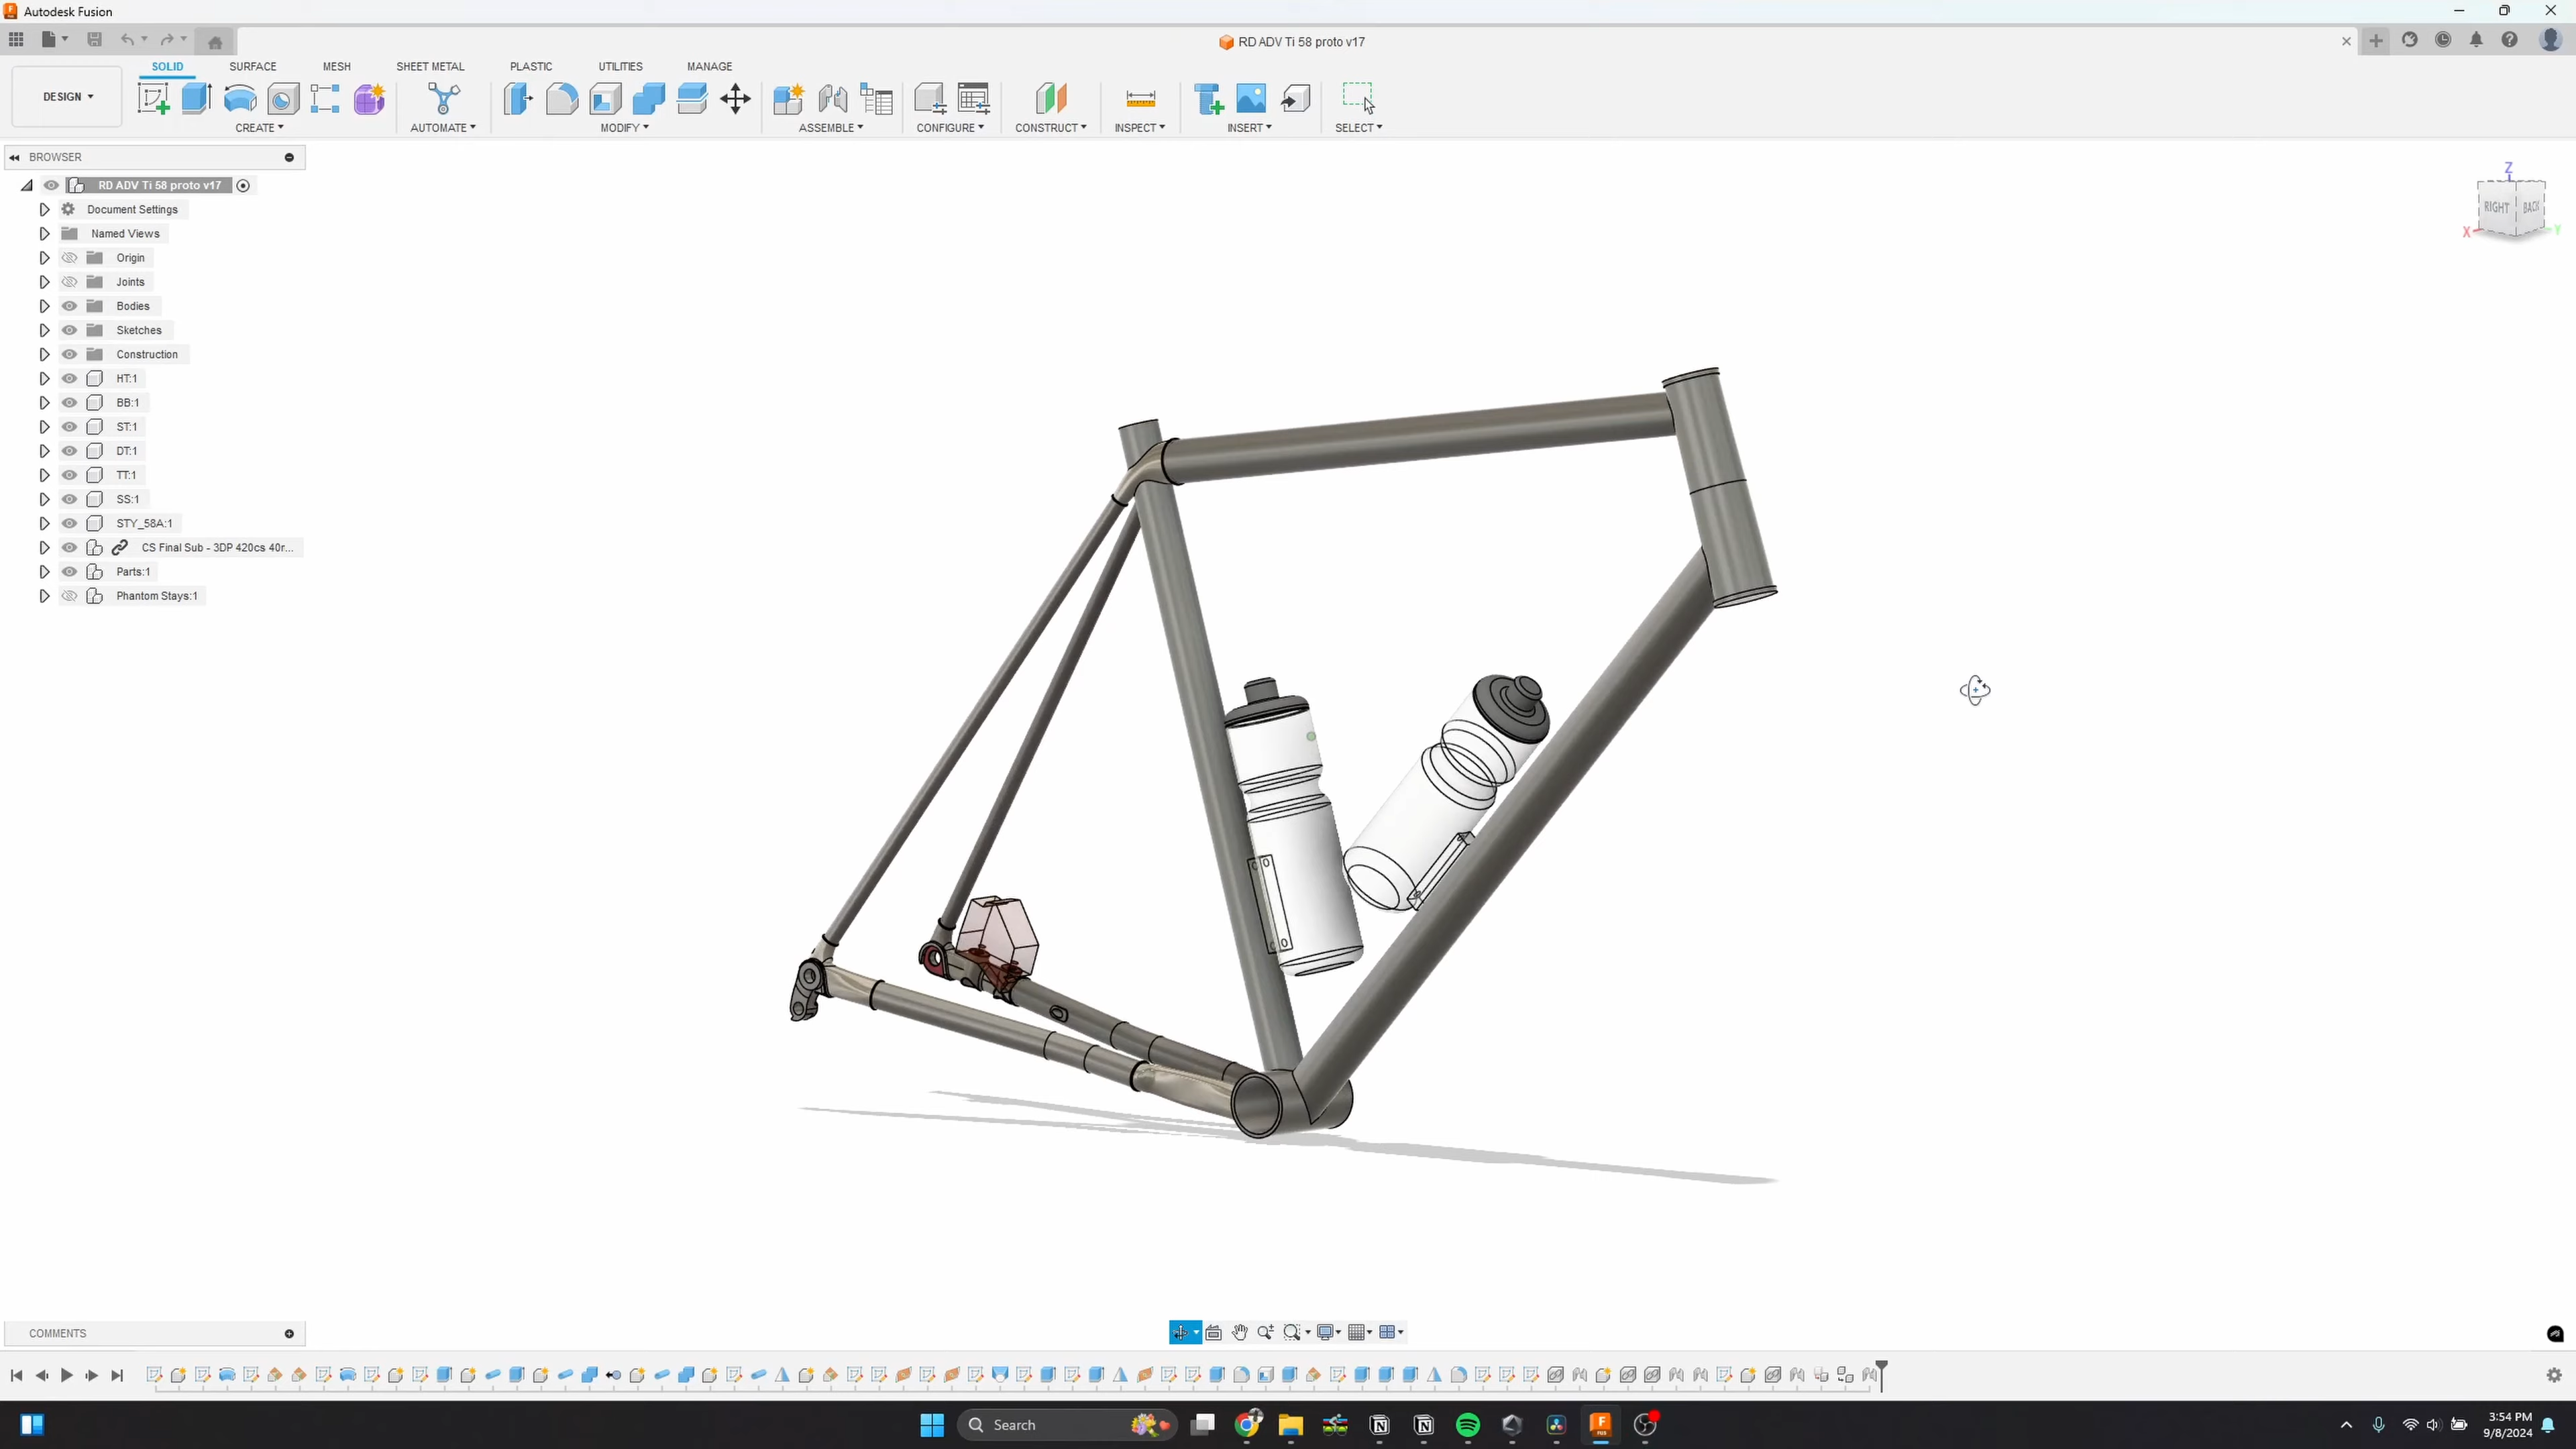 Autodesk Fusion
RD ADV Ti 58 proto v17
SOLID SURFACE MESH SHEET METAL PLASTIC UTILITIES MANAGE
DESIGN
CREATE AUTOMATE MODIFY ASSEMBLE CONFIGURE CONSTRUCT INSPECT INSERT SELECT
BROWSER
RD ADV Ti 58 proto v17
Document Settings
Named Views
Origin
Joints
Bodies
Sketches
Construction
HT:1
BB:1
ST:1
DT:1
TT:1
SS:1
STY_58A:1
CS Final Sub - 3DP 420cs 40r...
Parts:1
Phantom Stays:1
Z
RIGHT BACK
X Y
COMMENTS
Search
3:54 PM
9/8/2024